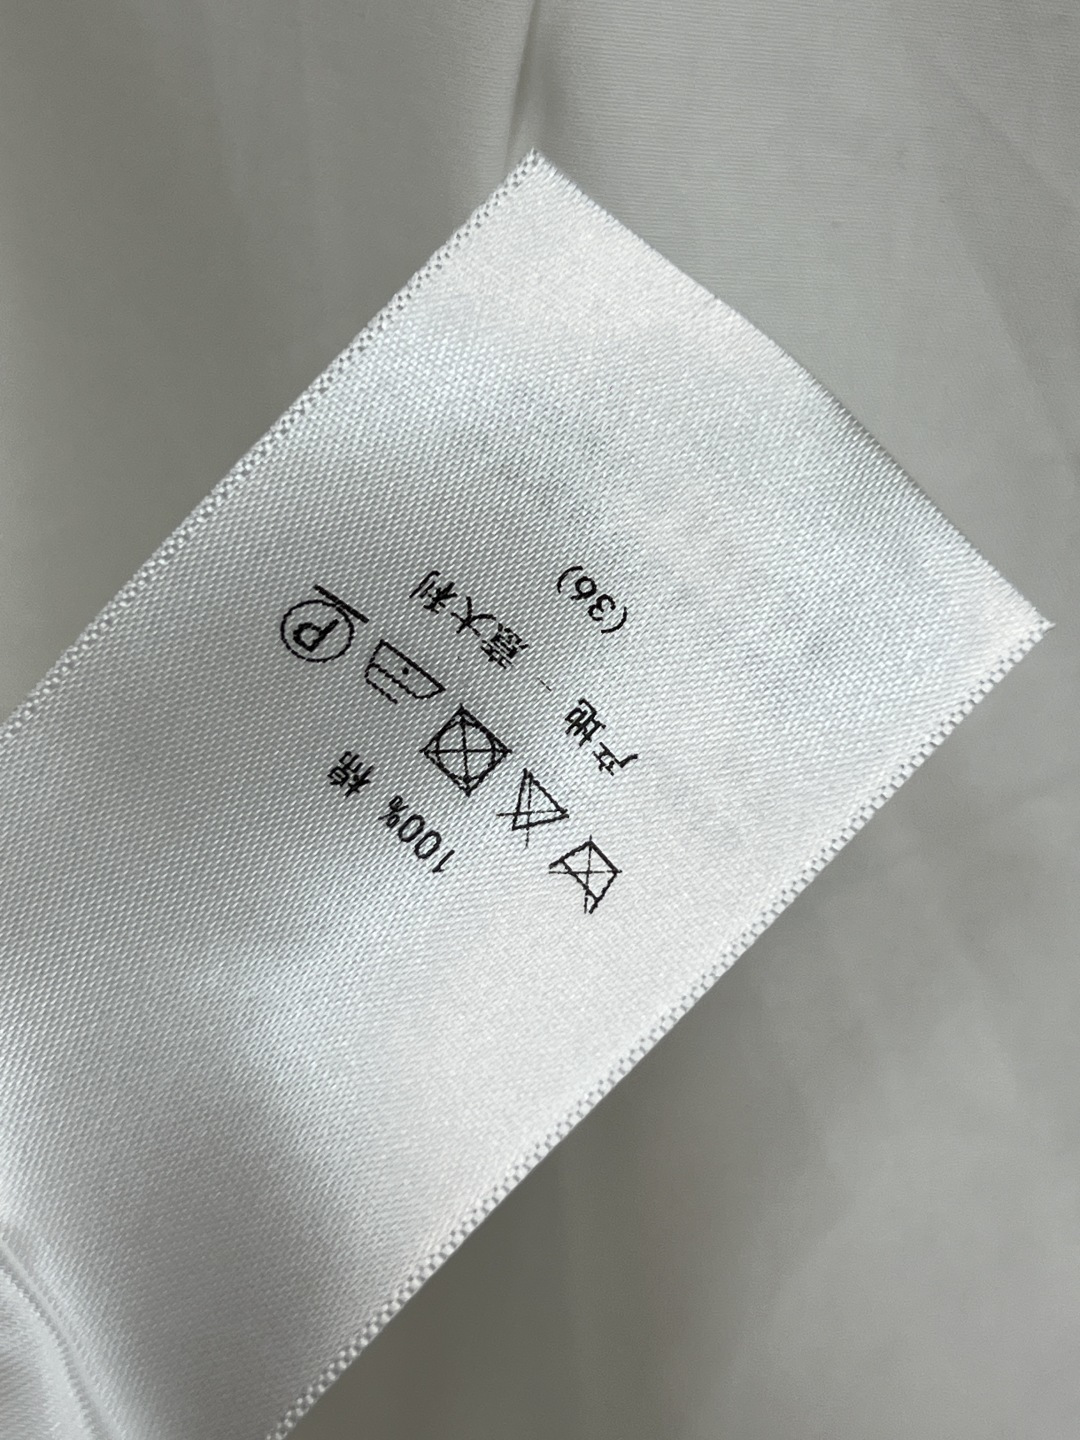 100% 棉
产地: 意大利
(36)